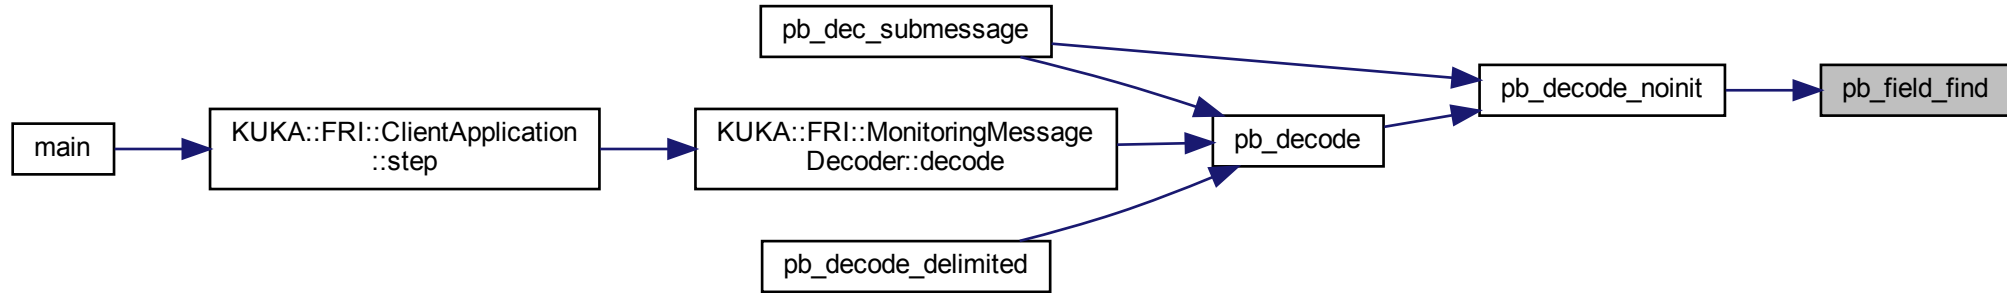 main
KUKA::FRI::ClientApplication
::step
KUKA::FRI::MonitoringMessage
Decoder::decode
pb_dec_submessage
pb_decode
pb_decode_delimited
pb_decode_noinit
pb_field_find